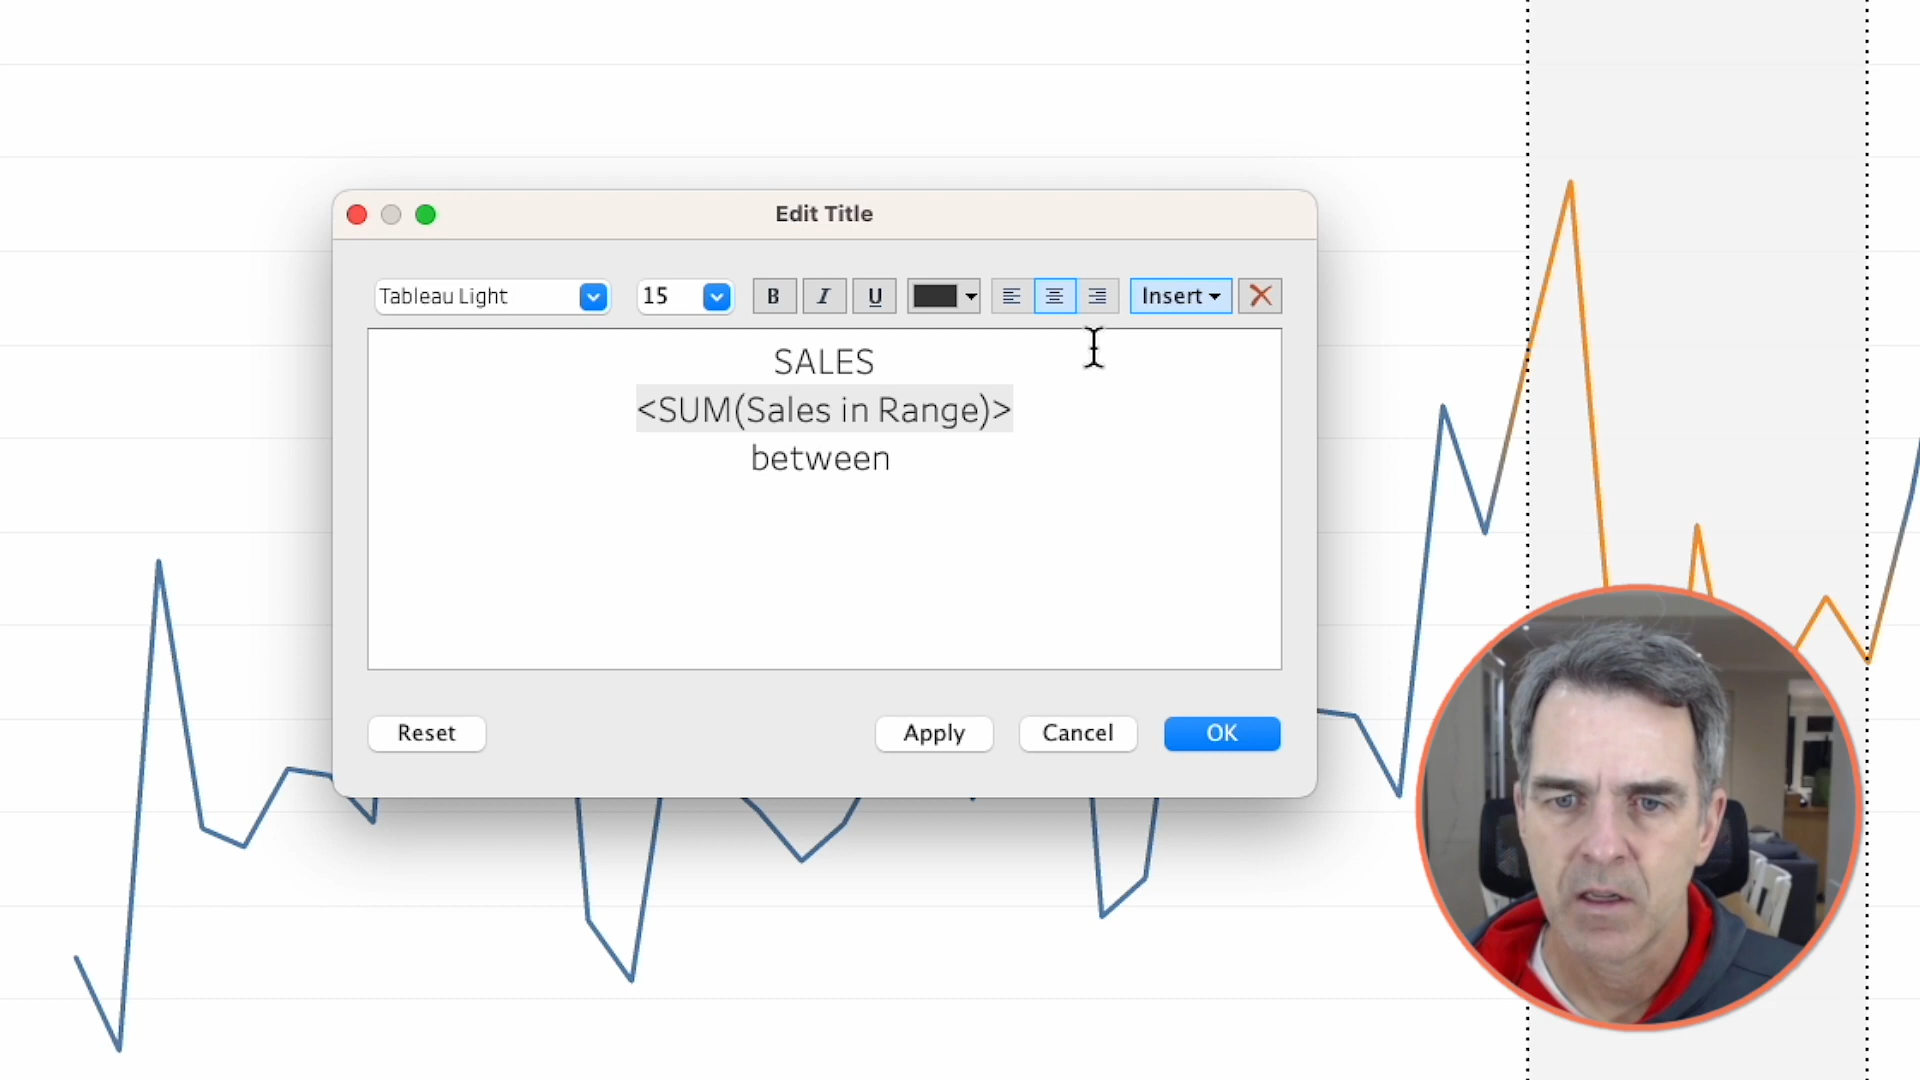 Edit Title
Tableau Light 15 B I U Insert
SALES
<SUM(Sales in Range)>
between
Reset Apply Cancel OK